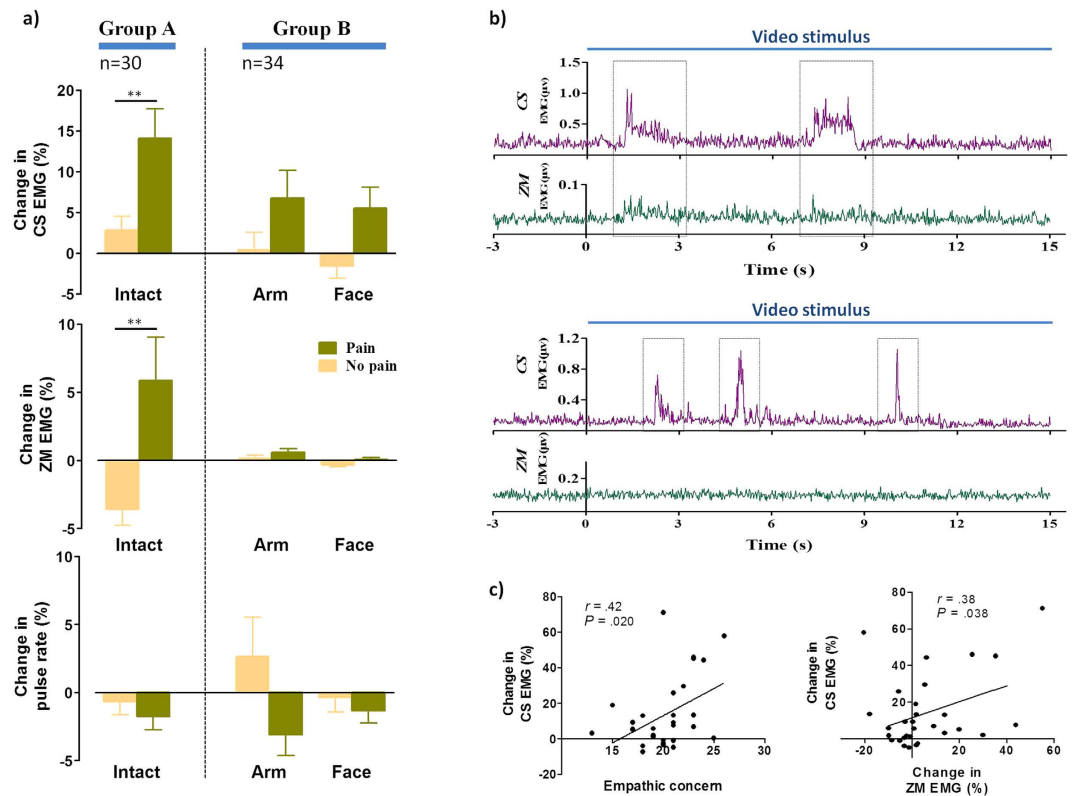 a)
Group A
Group B
n=30
n=34
Change in
CS EMG (%)
20
15
10
5
0
-5
**
Intact
Arm
Face
Change in
ZM EMG (%)
10
5
0
-5
**
Pain
No pain
Intact
Arm
Face
Change in
pulse rate (%)
10
5
0
-5
Intact
Arm
Face
b)
Video stimulus
CS
EMG(µv)
1.5
1.0
0.5
ZM
EMG(µv)
0.1
-3 0 3 6 9 12 15
Time (s)
Video stimulus
CS
EMG(µv)
1.2
0.8
0.4
ZM
EMG(µv)
0.2
-3 0 3 6 9 12 15
Time (s)
c)
Change in
CS EMG (%)
80
60
40
20
0
-20
r = .42
P = .020
10 15 20 25 30
Empathic concern
Change in
CS EMG (%)
80
60
40
20
0
-20
r = .38
P = .038
-40 -20 0 20 40 60
Change in
ZM EMG (%)